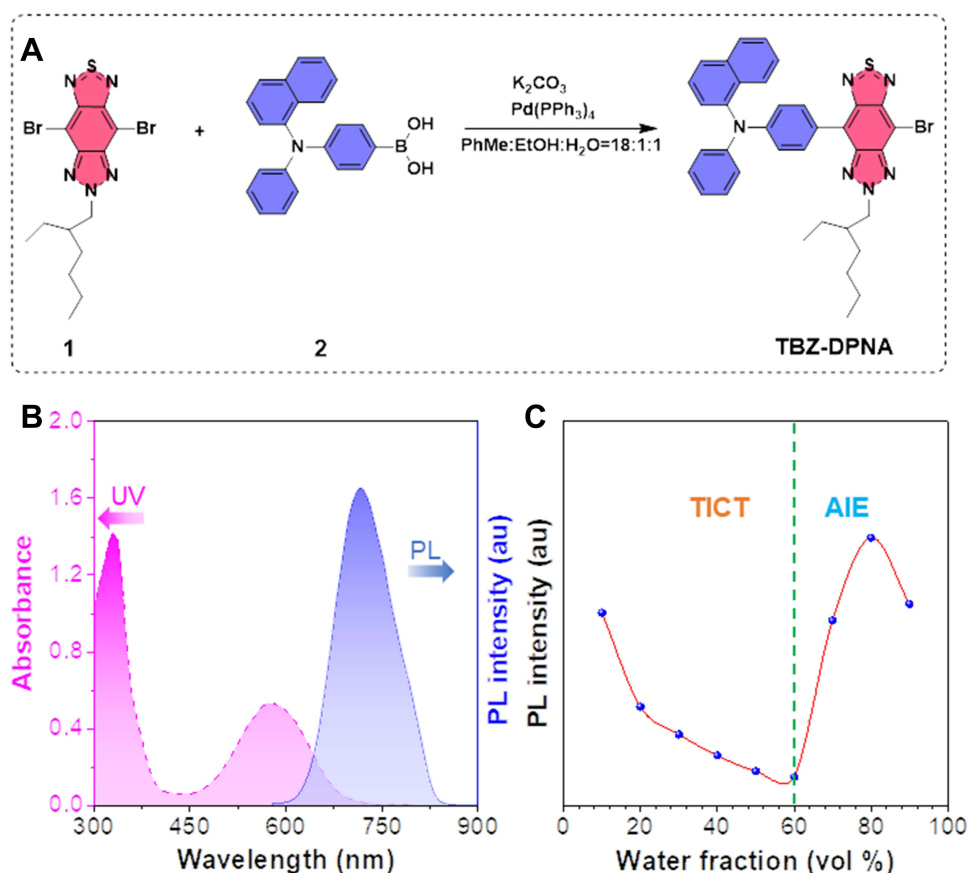 A
S
N N
Br Br
N N
N
1
+
N
OH
B
OH
2
K₂CO₃
Pd(PPh₃)₄
PhMe:EtOH:H₂O=18:1:1
S
N N
N
Br
N N
N
TBZ-DPNA
B
UV
PL
Absorbance
0.0
0.4
0.8
1.2
1.6
2.0
300 450 600 750 900
Wavelength (nm)
PL intensity (au)
C
TICT AIE
PL intensity (au)
0 20 40 60 80 100
Water fraction (vol %)